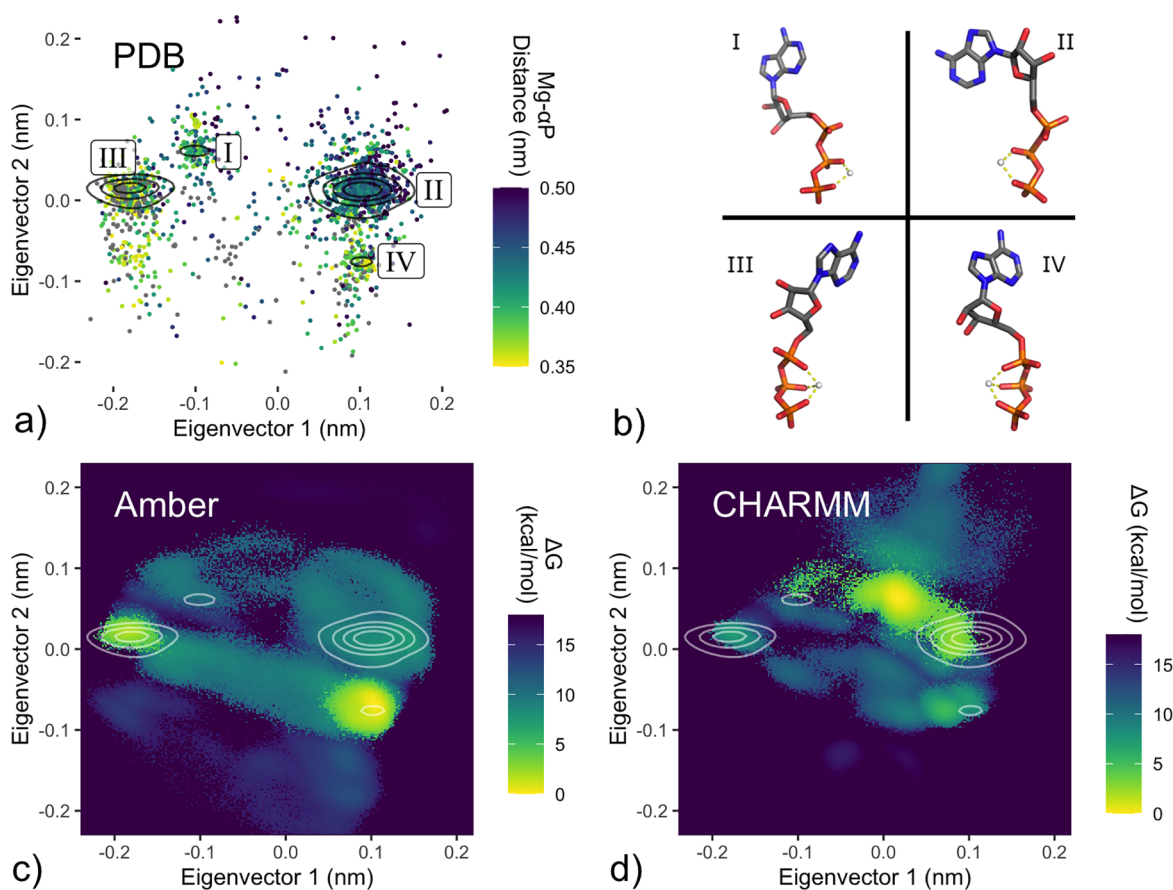 PDB
0.2
0.1
0.0
-0.1
-0.2
Eigenvector 2 (nm)
-0.2
-0.1
0.0
0.1
0.2
Eigenvector 1 (nm)
III
I
II
IV
Mg-αP
Distance (nm)
0.50
0.45
0.40
0.35
a)
I
II
III
IV
b)
Amber
0.2
0.1
0.0
-0.1
-0.2
Eigenvector 2 (nm)
-0.2
-0.1
0.0
0.1
0.2
Eigenvector 1 (nm)
ΔG
(kcal/mol)
15
10
5
0
c)
CHARMM
0.2
0.1
0.0
-0.1
-0.2
Eigenvector 2 (nm)
-0.2
-0.1
0.0
0.1
0.2
Eigenvector 1 (nm)
ΔG (kcal/mol)
15
10
5
0
d)